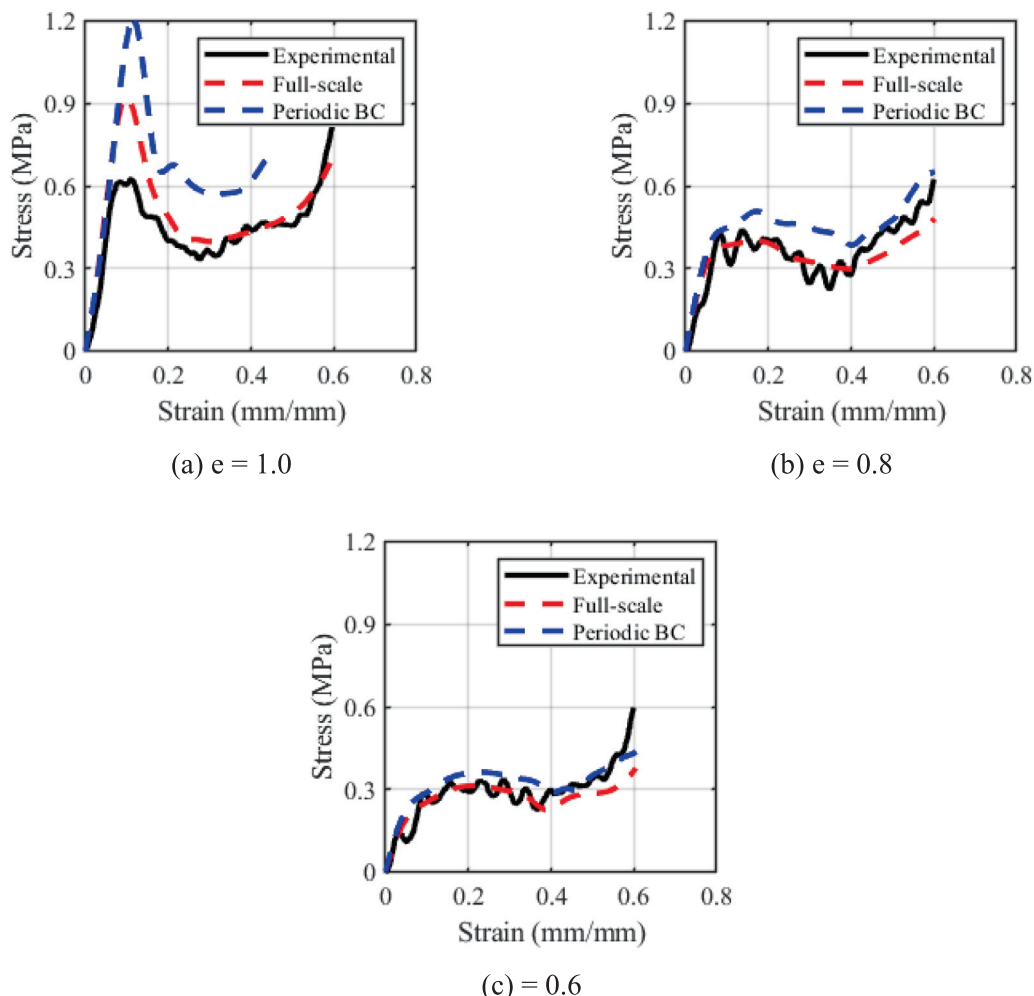 1.2
0.9
0.6
0.3
0
Stress (MPa)
Experimental
Full-scale
Periodic BC
0 0.2 0.4 0.6 0.8
Strain (mm/mm)
(a) e = 1.0
1.2
0.9
0.6
0.3
0
Stress (MPa)
Experimental
Full-scale
Periodic BC
0 0.2 0.4 0.6 0.8
Strain (mm/mm)
(b) e = 0.8
1.2
0.9
0.6
0.3
0
Stress (MPa)
Experimental
Full-scale
Periodic BC
0 0.2 0.4 0.6 0.8
Strain (mm/mm)
(c) = 0.6